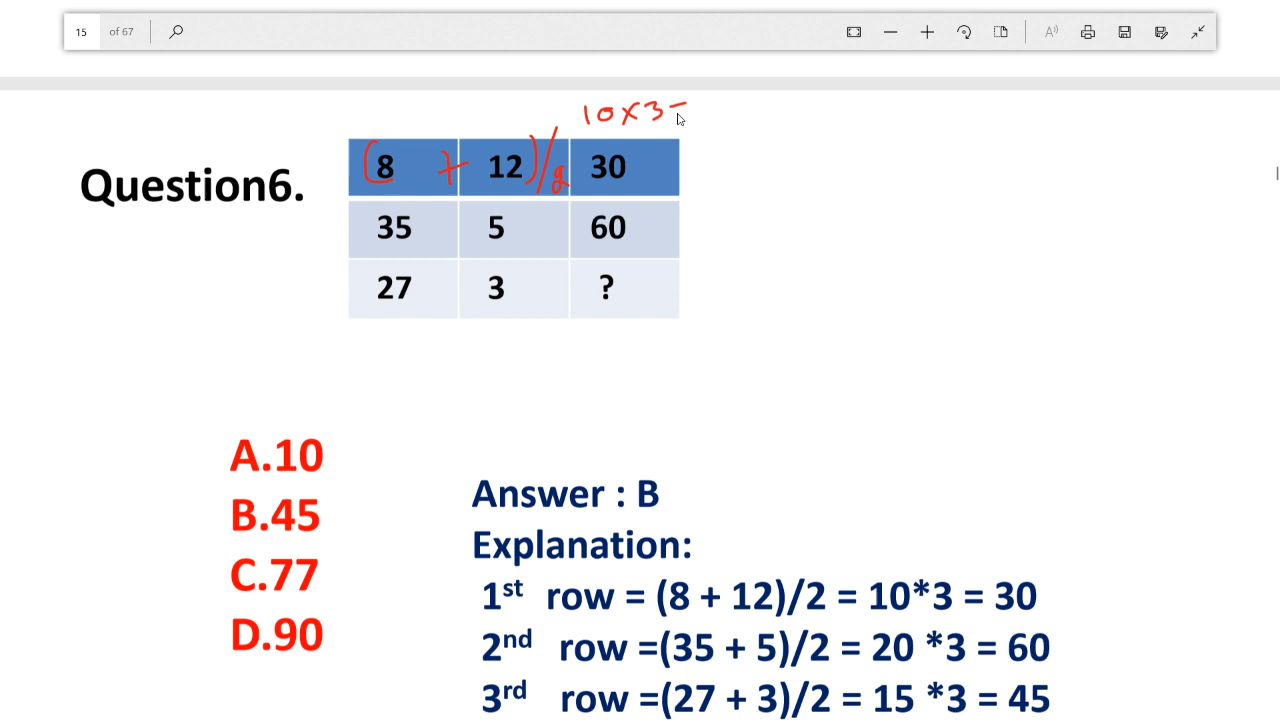 15 of 67
10 x 3 =
Question6.
( 8 + 12 ) / 2 30
35 5 60
27 3 ?
A.10
B.45
C.77
D.90
Answer : B
Explanation:
1st row = (8 + 12)/2 = 10*3 = 30
2nd row =(35 + 5)/2 = 20 *3 = 60
3rd row =(27 + 3)/2 = 15 *3 = 45